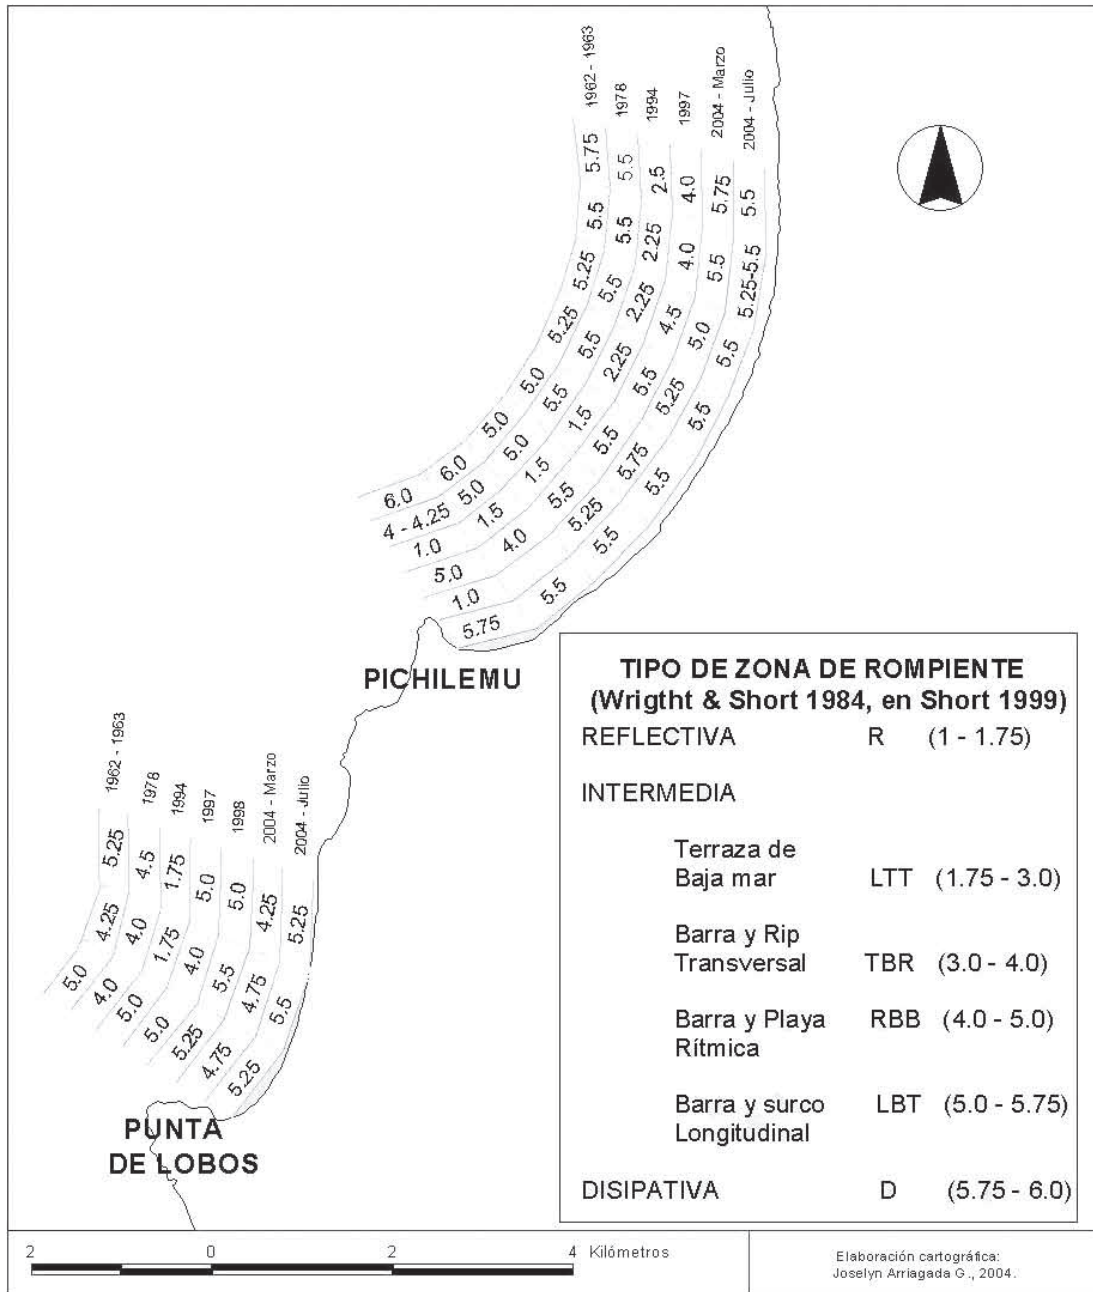 1962 - 1963
5.75
5.5
5.25
5.25
5.0
5.0
6.0
6.0
1978
5.5
5.5
5.5
5.5
5.5
5.0
5.0
4 - 4.25
1994
2.5
2.25
2.25
2.25
1.5
1.5
1.5
1.0
1997
4.0
4.0
4.5
5.5
5.5
5.5
4.0
5.0
2004 - Marzo
5.75
5.5
5.0
5.25
5.75
5.25
1.0
2004 - Julio
5.5
5.25-5.5
5.5
5.5
5.5
5.5
5.5
5.75
PICHILEMU
1962 - 1963
5.25
4.25
5.0
1978
4.5
4.0
4.0
1994
1.75
1.75
5.0
1997
5.0
4.0
5.0
1998
5.0
5.5
5.25
2004 - Marzo
4.25
4.75
4.75
2004 - Julio
5.25
5.5
5.25
PUNTA
DE LOBOS
TIPO DE ZONA DE ROMPIENTE
(Wrigtht & Short 1984, en Short 1999)
REFLECTIVA R (1 - 1.75)
INTERMEDIA
Terraza de
Baja mar LTT (1.75 - 3.0)
Barra y Rip
Transversal TBR (3.0 - 4.0)
Barra y Playa RBB (4.0 - 5.0)
Rítmica
Barra y surco LBT (5.0 - 5.75)
Longitudinal
DISIPATIVA D (5.75 - 6.0)
2 0 2 4 Kilómetros
Elaboración cartográfica:
Joselyn Arriagada G., 2004.